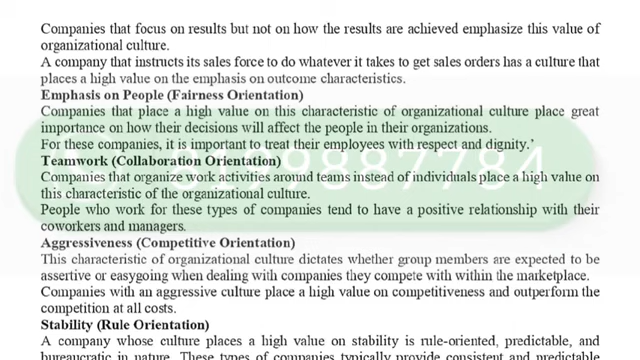 Companies that focus on results but not on how the results are achieved emphasize this value of
organizational culture.
A company that instructs its sales force to do whatever it takes to get sales orders has a culture that
places a high value on the emphasis on outcome characteristics.
Emphasis on People (Fairness Orientation)
Companies that place a high value on this characteristic of organizational culture place great
importance on how their decisions will affect the people in their organizations.
For these companies, it is important to treat their employees with respect and dignity.’
Teamwork (Collaboration Orientation)
Companies that organize work activities around teams instead of individuals place a high value on
this characteristic of the organizational culture.
People who work for these types of companies tend to have a positive relationship with their
coworkers and managers.
Aggressiveness (Competitive Orientation)
This characteristic of organizational culture dictates whether group members are expected to be
assertive or easygoing when dealing with companies they compete with within the marketplace.
Companies with an aggressive culture place a high value on competitiveness and outperform the
competition at all costs.
Stability (Rule Orientation)
A company whose culture places a high value on stability is rule-oriented, predictable, and
bureaucratic in nature. These types of companies typically provide consistent and predictable